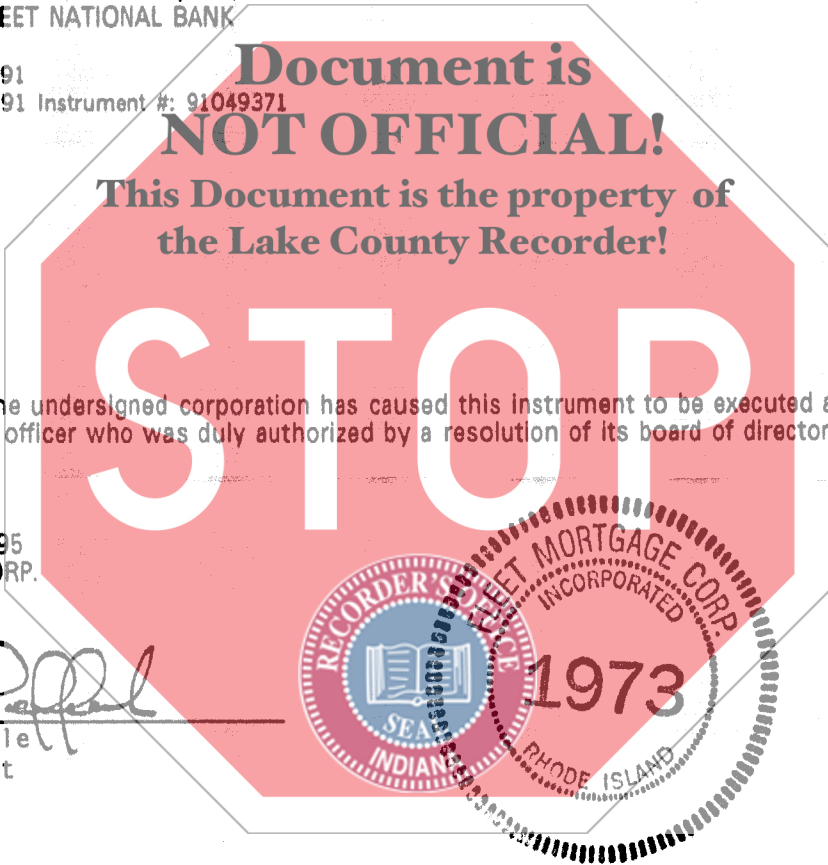 EET NATIONAL BANK
91
91 Instrument #: 91049371
Document is
NOT OFFICIAL!
This Document is the property of
the Lake County Recorder!
STOP
he undersigned corporation has caused this instrument to be executed a
officer who was duly authorized by a resolution of its board of director
95
RP.
FLEET MORTGAGE CORP.
INCORPORATED
1973
RHODE ISLAND
RECORDER'S OFFICE
SEAL
INDIANA
le
t